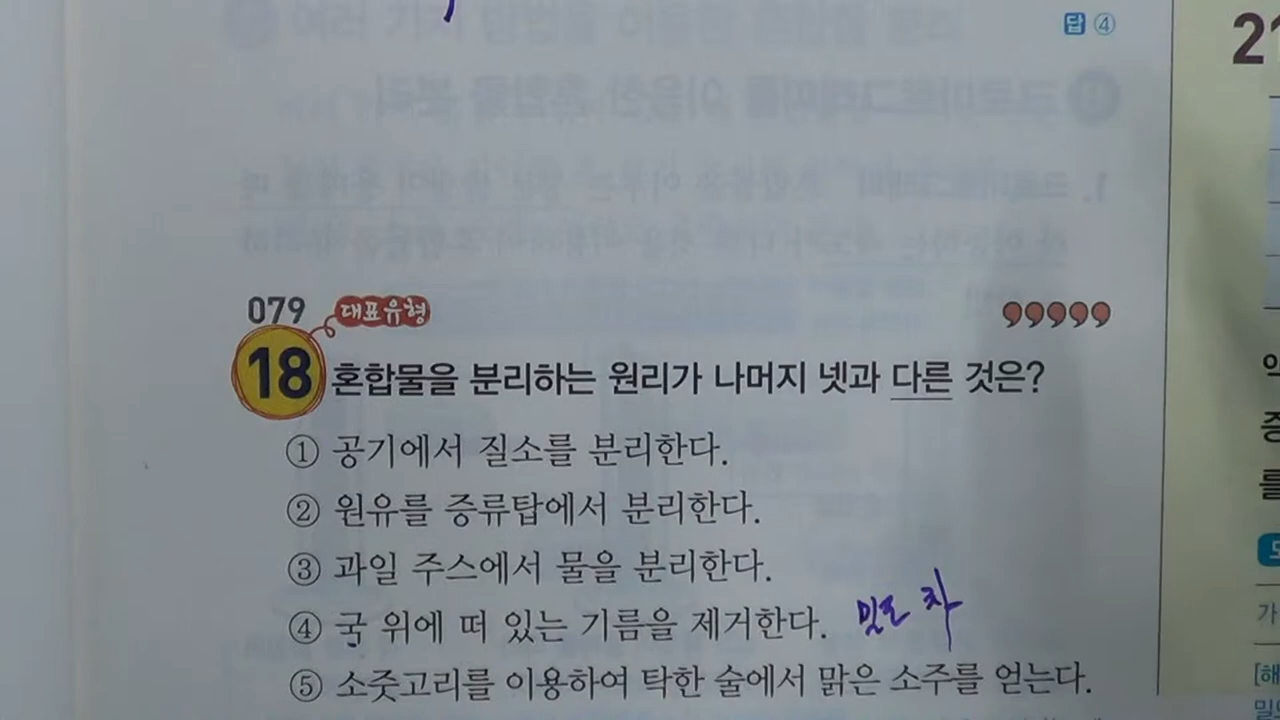 답 ④
21
079 대표유형
18 혼합물을 분리하는 원리가 나머지 넷과 다른 것은?
① 공기에서 질소를 분리한다.
② 원유를 증류탑에서 분리한다.
③ 과일 주스에서 물을 분리한다.
④ 국 위에 떠 있는 기름을 제거한다. 밀도 차
⑤ 소줏고리를 이용하여 탁한 술에서 맑은 소주를 얻는다.
증
를
가
[해